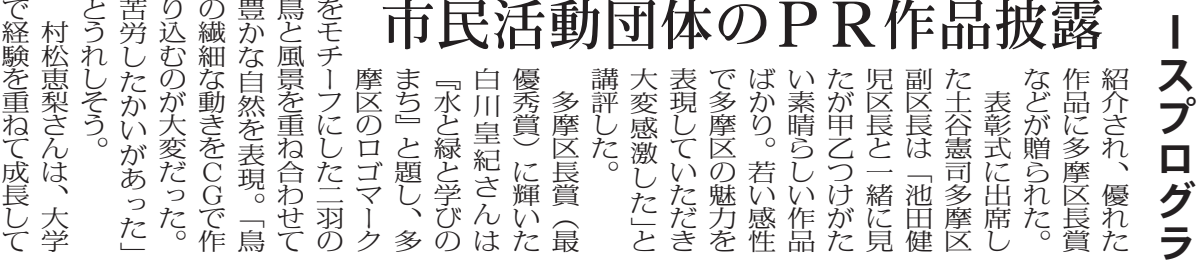 ースプログラ
市民活動団体のＰＲ作品披露
紹介され、優れた
作品に多摩区長賞
などが贈られた。
表彰式に出席し
た土谷憲司多摩区
副区長は「池田健
児区長と一緒に見
たが甲乙つけがた
い素晴らしい作品
ばかり。若い感性
で多摩区の魅力を
表現していただき
大変感激した」と
講評した。
多摩区長賞（最
優秀賞）に輝いた
白川皇紀さんは
『水と緑と学びの
まち』と題し、多
摩区のロゴマーク
をモチーフにした二羽の
鳥と風景を重ね合わせて
豊かな自然を表現。「鳥
の繊細な動きをＣＧで作
り込むのが大変だった。
苦労したかいがあった」
とうれしそう。
村松恵梨さんは、大学
で経験を重ねて成長して